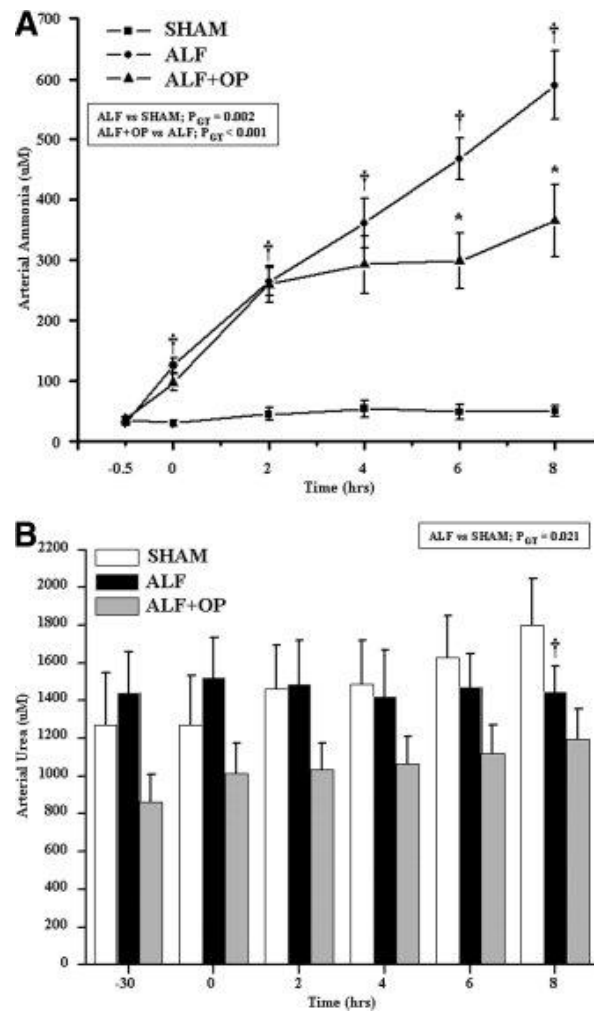 A
SHAM
ALF
ALF+OP
ALF vs SHAM; PGT = 0.002
ALF+OP vs ALF; PGT < 0.001
Arterial Ammonia (uM)
700
600
500
400
300
200
100
0
†
†
†
†
†
*
*
-0.5 0 2 4 6 8
Time (hrs)
B
SHAM
ALF
ALF+OP
ALF vs SHAM; PGT = 0.021
Arterial Urea (uM)
2200
2000
1800
1600
1400
1200
1000
800
600
400
200
0
†
-30 0 2 4 6 8
Time (hrs)